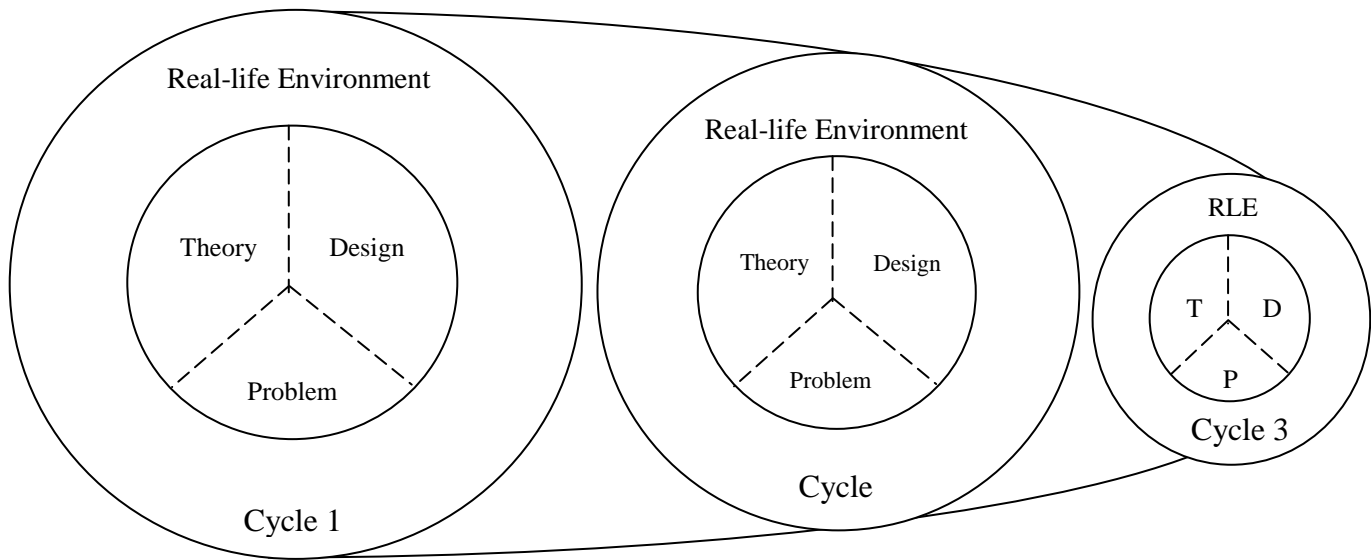 Real-life Environment
Theory
Design
Problem
Cycle 1
Real-life Environment
Theory
Design
Problem
Cycle
RLE
T
D
P
Cycle 3